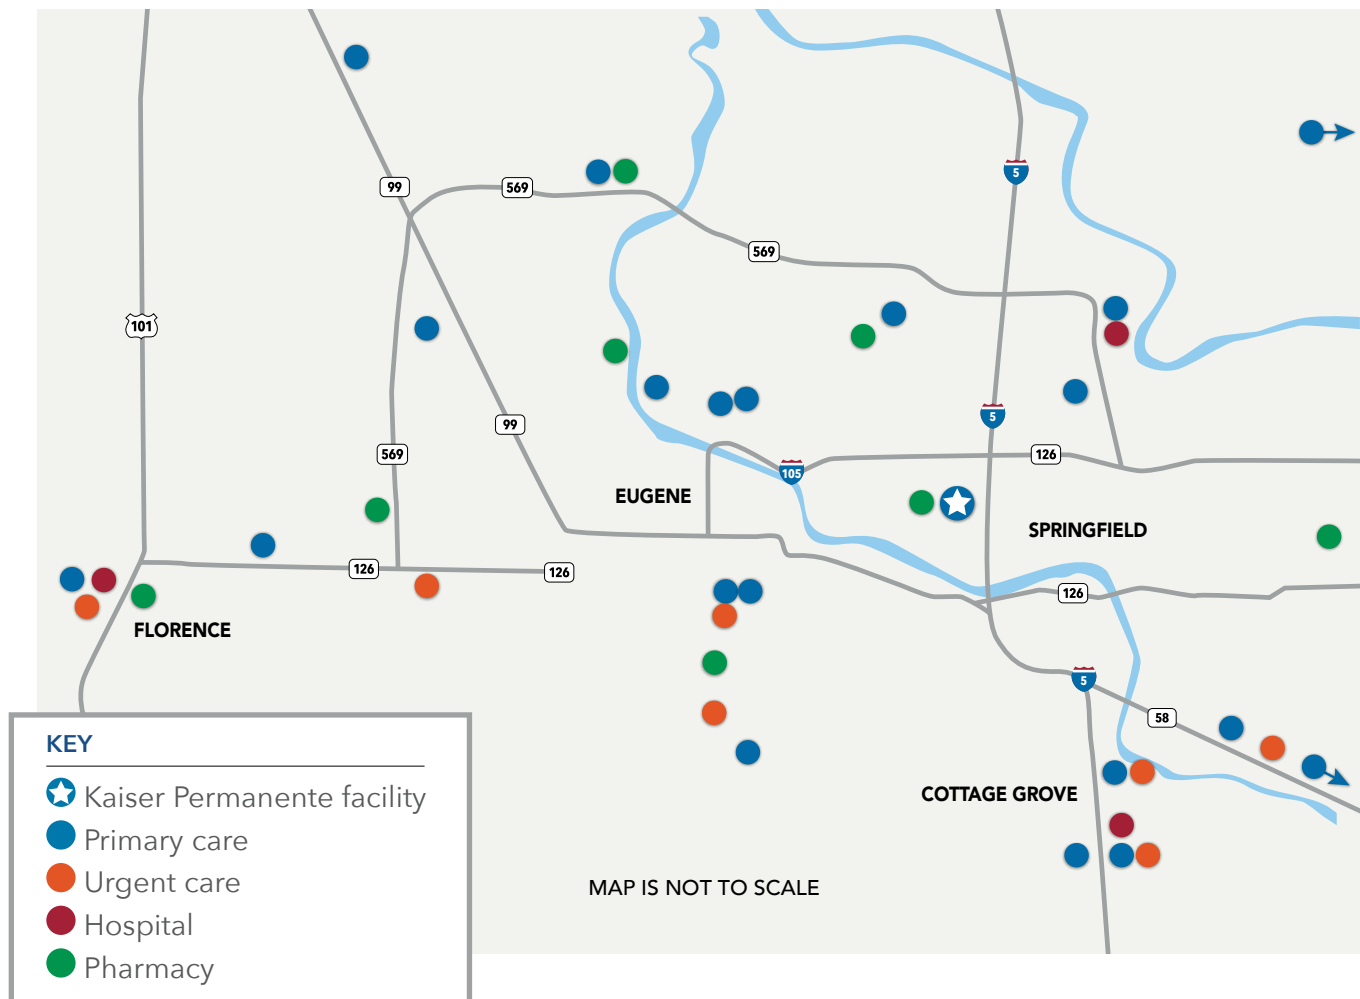 99
569
5
569
101
99
5
569
126
105
EUGENE
SPRINGFIELD
126
126
126
FLORENCE
5
58
COTTAGE GROVE
MAP IS NOT TO SCALE
KEY
Kaiser Permanente facility
Primary care
Urgent care
Hospital
Pharmacy